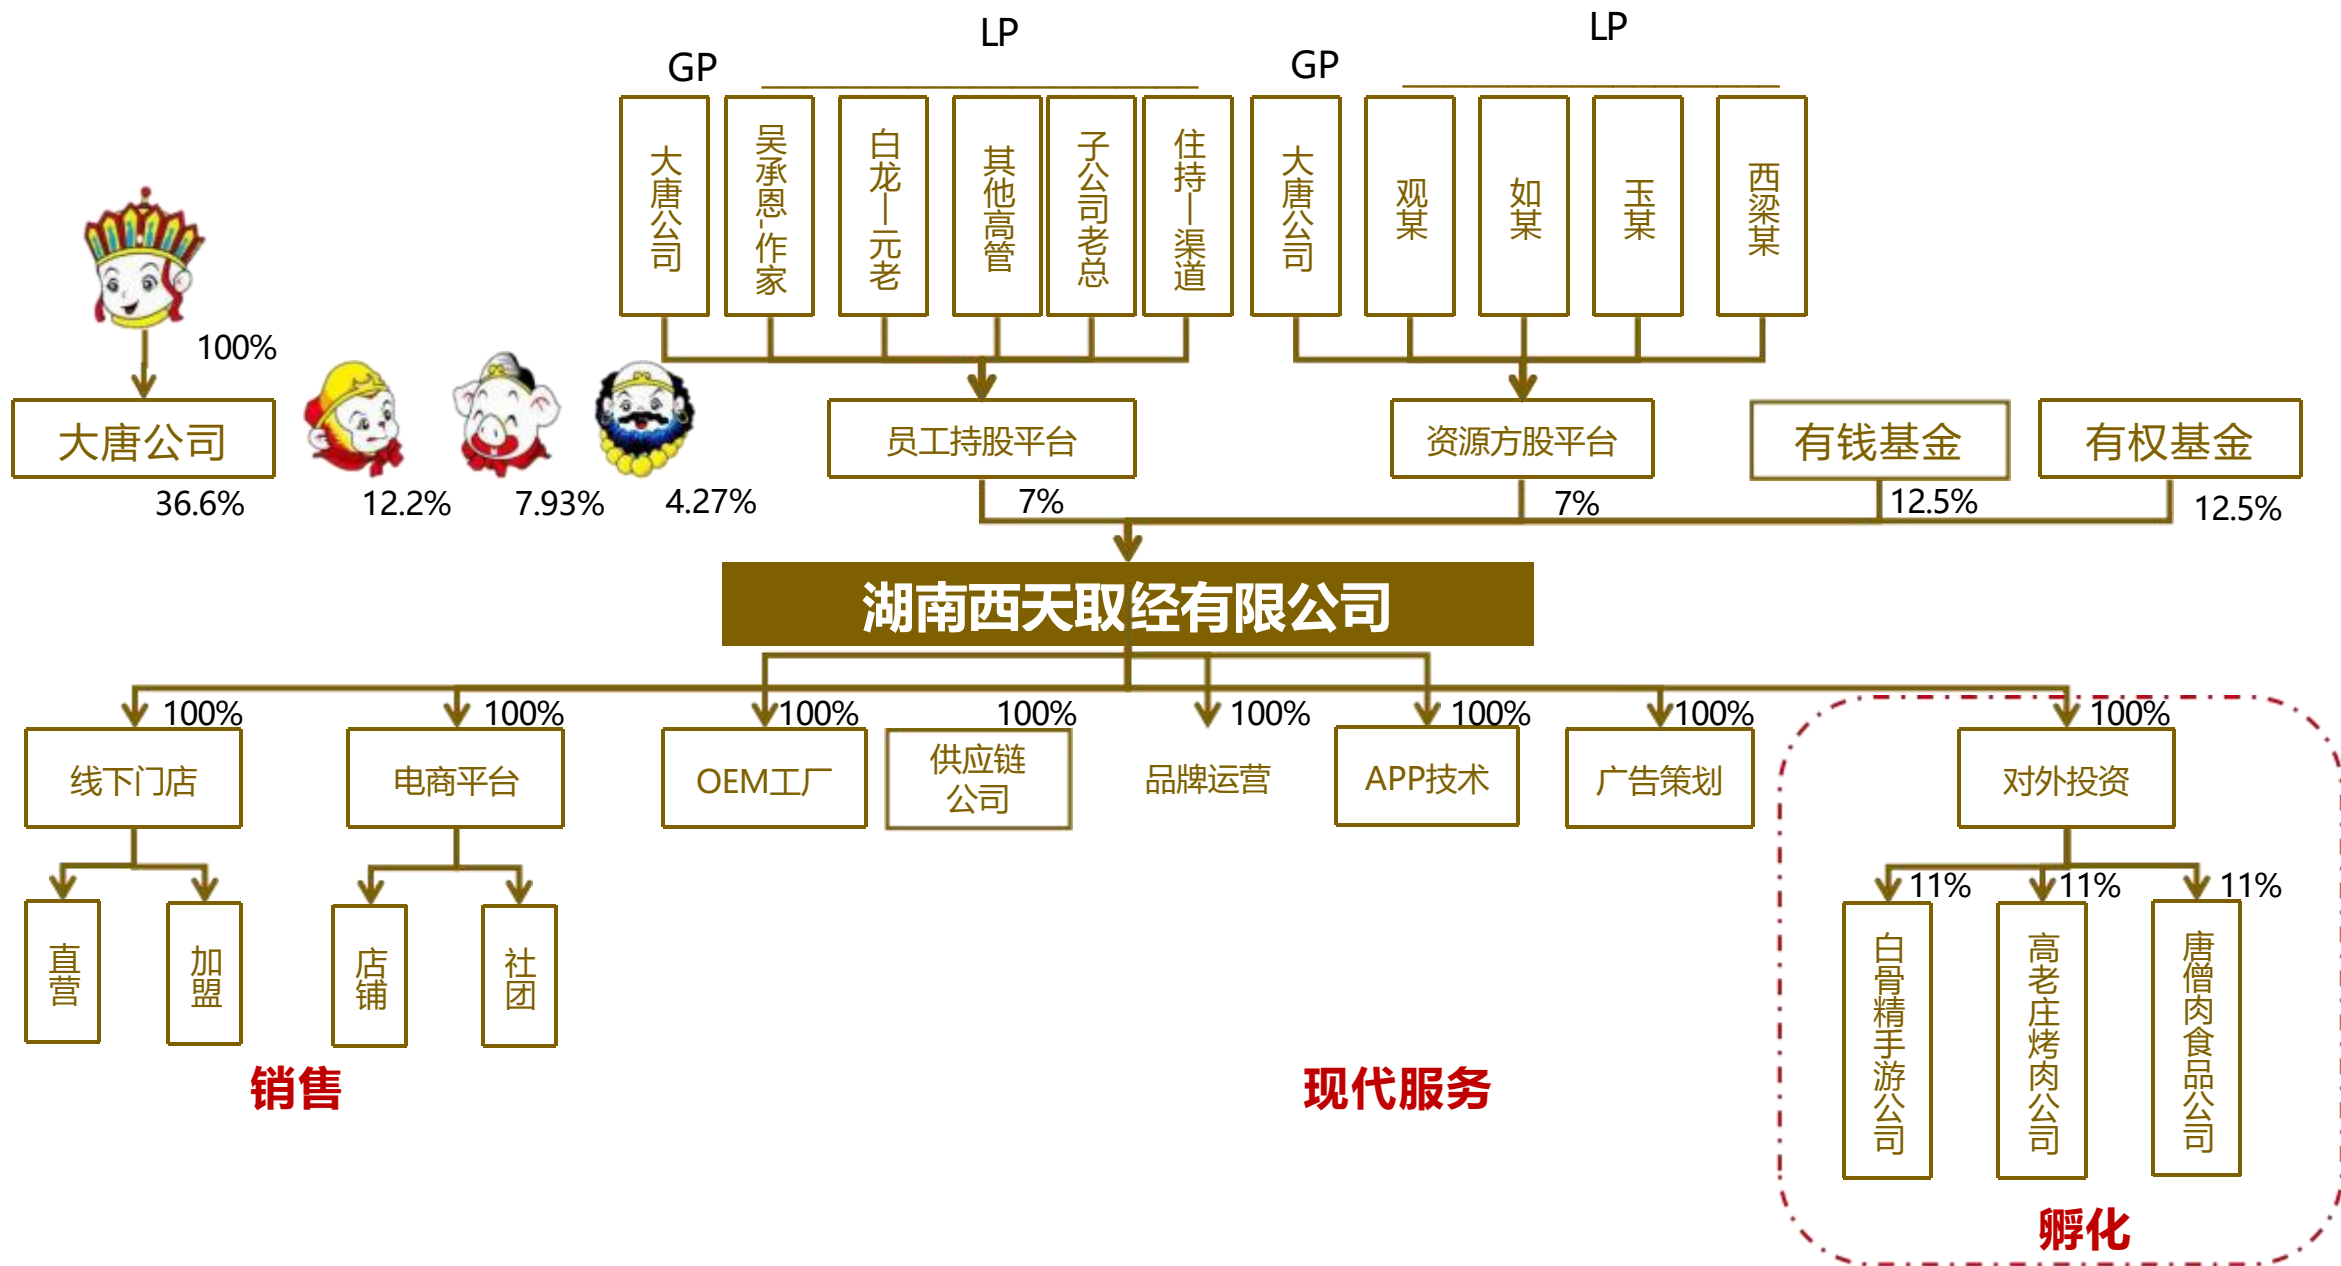 LP
LP
GP
GP
大唐公司
吴承恩-作家
白龙—元老
其他高管
子公司老总
住持—渠道
大唐公司
观某
如某
玉某
西梁某
100%
大唐公司
员工持股平台
资源方股平台
有钱基金
有权基金
36.6%
12.2%
7.93%
4.27%
7%
7%
12.5%
12.5%
湖南西天取经有限公司
100%
100%
100%
100%
100%
100%
100%
100%
线下门店
电商平台
OEM工厂
供应链
公司
品牌运营
APP技术
广告策划
对外投资
11%
11%
11%
直营
加盟
店铺
社团
白骨精手游公司
高老庄烤肉公司
唐僧肉食品公司
销售
现代服务
孵化